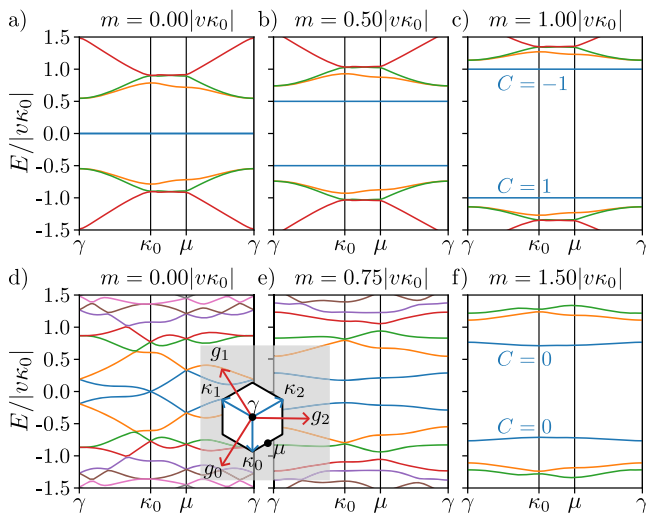 a) m = 0.00|vκ₀| b) m = 0.50|vκ₀| c) m = 1.00|vκ₀|
E/|vκ₀|
1.5
1.0
0.5
0.0
-0.5
-1.0
-1.5
C = −1
C = 1
γ κ₀ μ γ κ₀ μ γ κ₀ μ γ
d) m = 0.00|vκ₀| e) m = 0.75|vκ₀| f) m = 1.50|vκ₀|
E/|vκ₀|
1.5
1.0
0.5
0.0
-0.5
-1.0
-1.5
g₁
κ₁ κ₂
γ
g₂
μ
g₀ κ₀
C = 0
C = 0
γ κ₀ μ γ κ₀ μ γ κ₀ μ γ